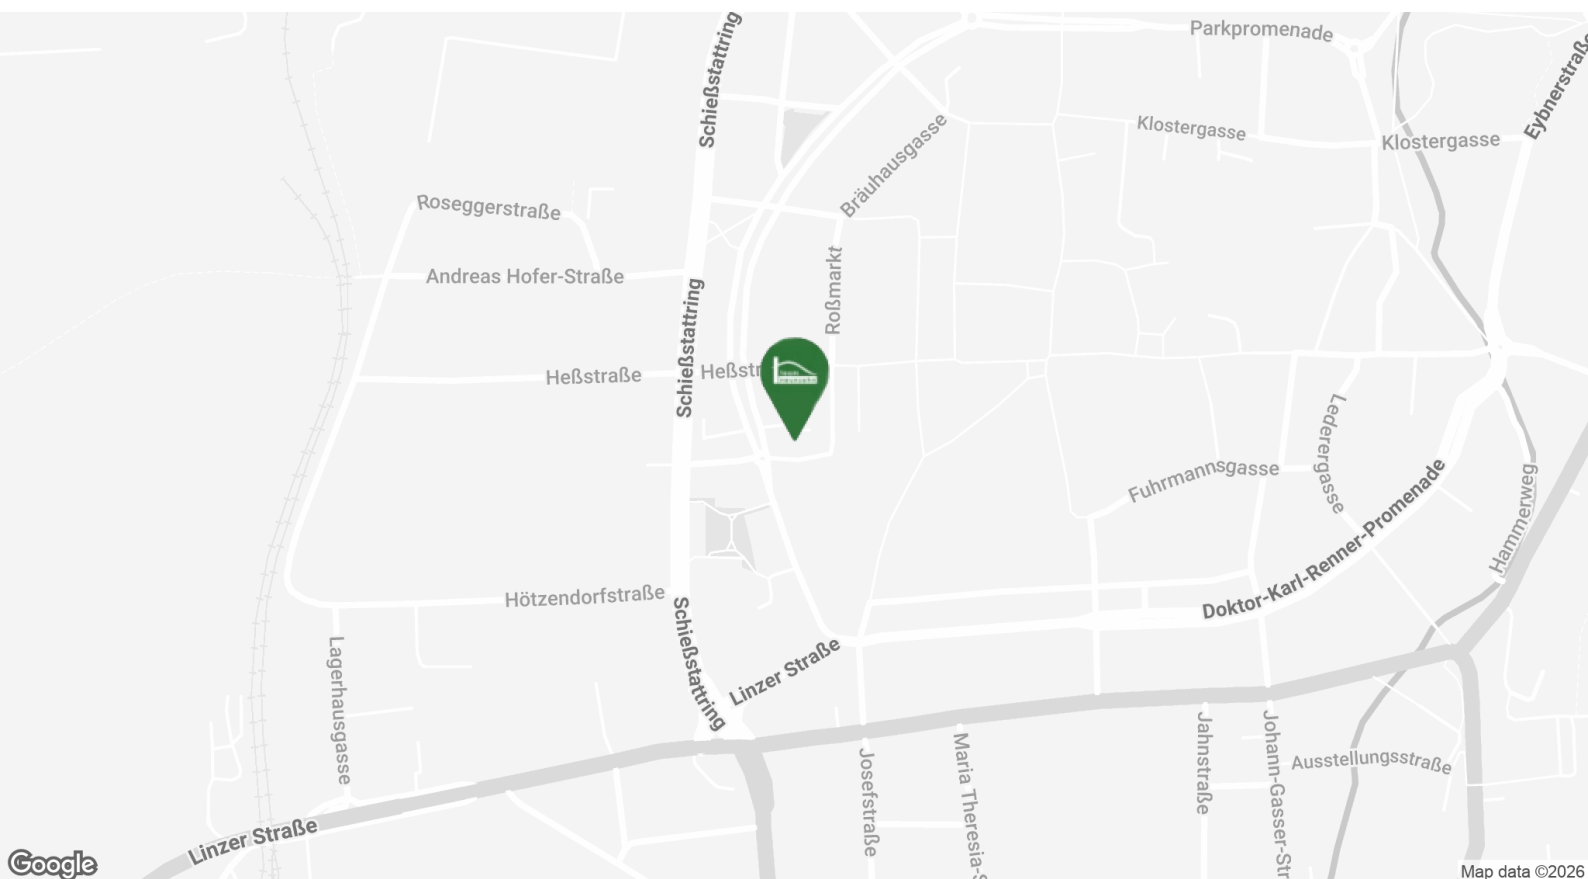 Schießstattring
Parkpromenade
Eybnerstraße
Bräuhausgasse
Klostergasse
Klostergasse
Roseggerstraße
Andreas Hofer-Straße
Roßmarkt
Schießstattring
Heßstraße
Heßstr
Lederergasse
Fuhrmannsgasse
Doktor-Karl-Renner-Promenade
Hammerweg
Hötzendorfstraße
Schießstattring
Linzer Straße
Lagerhausgasse
Josefstraße
Maria Theresia-S
Jahnstraße
Johann-Gasser-Str
Ausstellungsstraße
Linzer Straße
Google
Map data ©2026